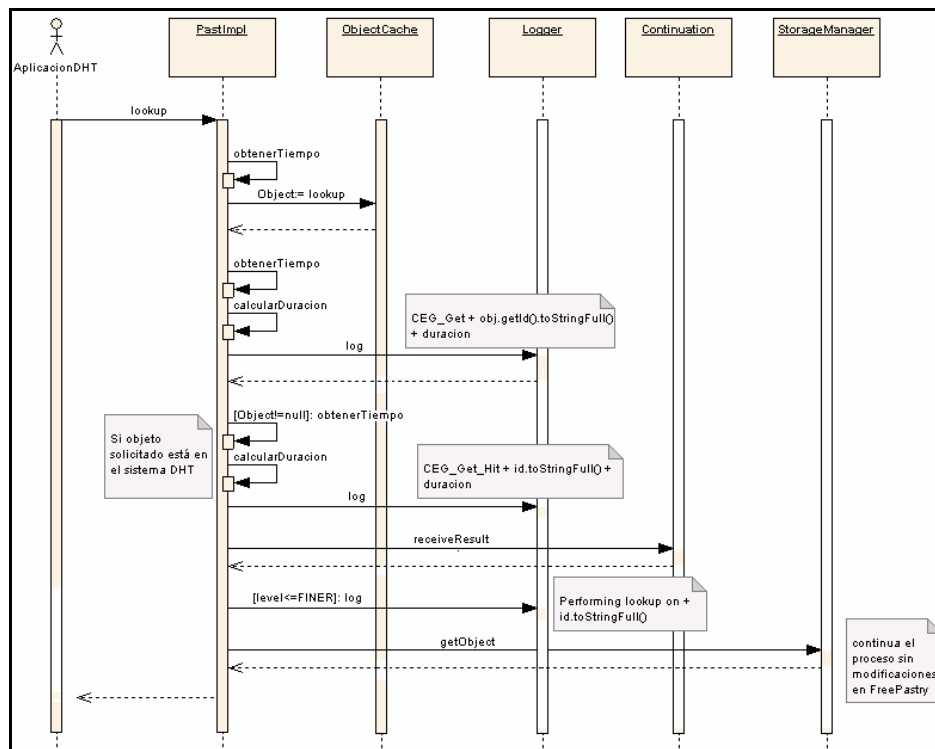 PastImpl
ObjectCache
Logger
Continuation
StorageManager
AplicacionDHT
lookup
obtenerTiempo
Object:= lookup
obtenerTiempo
calcularDuracion
CEG_Get + obj.getId().toStringFull()
+ duracion
log
[Object!=null]: obtenerTiempo
Si objeto
solicitado está en
el sistema DHT
calcularDuracion
CEG_Get_Hit + id.toStringFull() +
duracion
log
receiveResult
[level<=FINER]: log
Performing lookup on +
id.toStringFull()
getObject
continua el
proceso sin
modificaciones
en FreePastry